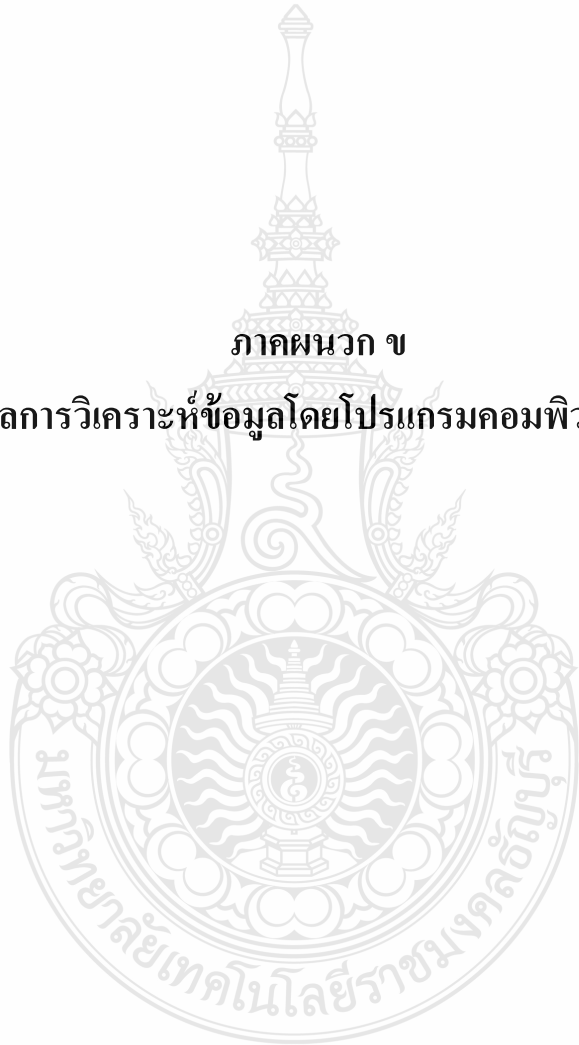 ภาคผนวก ข
ลการวิเคราะห์ข้อมูลโดยโปรแกรมคอมพิว
มหาวิทยาลัยเทคโนโลยีราชมงคลธัญบุรี